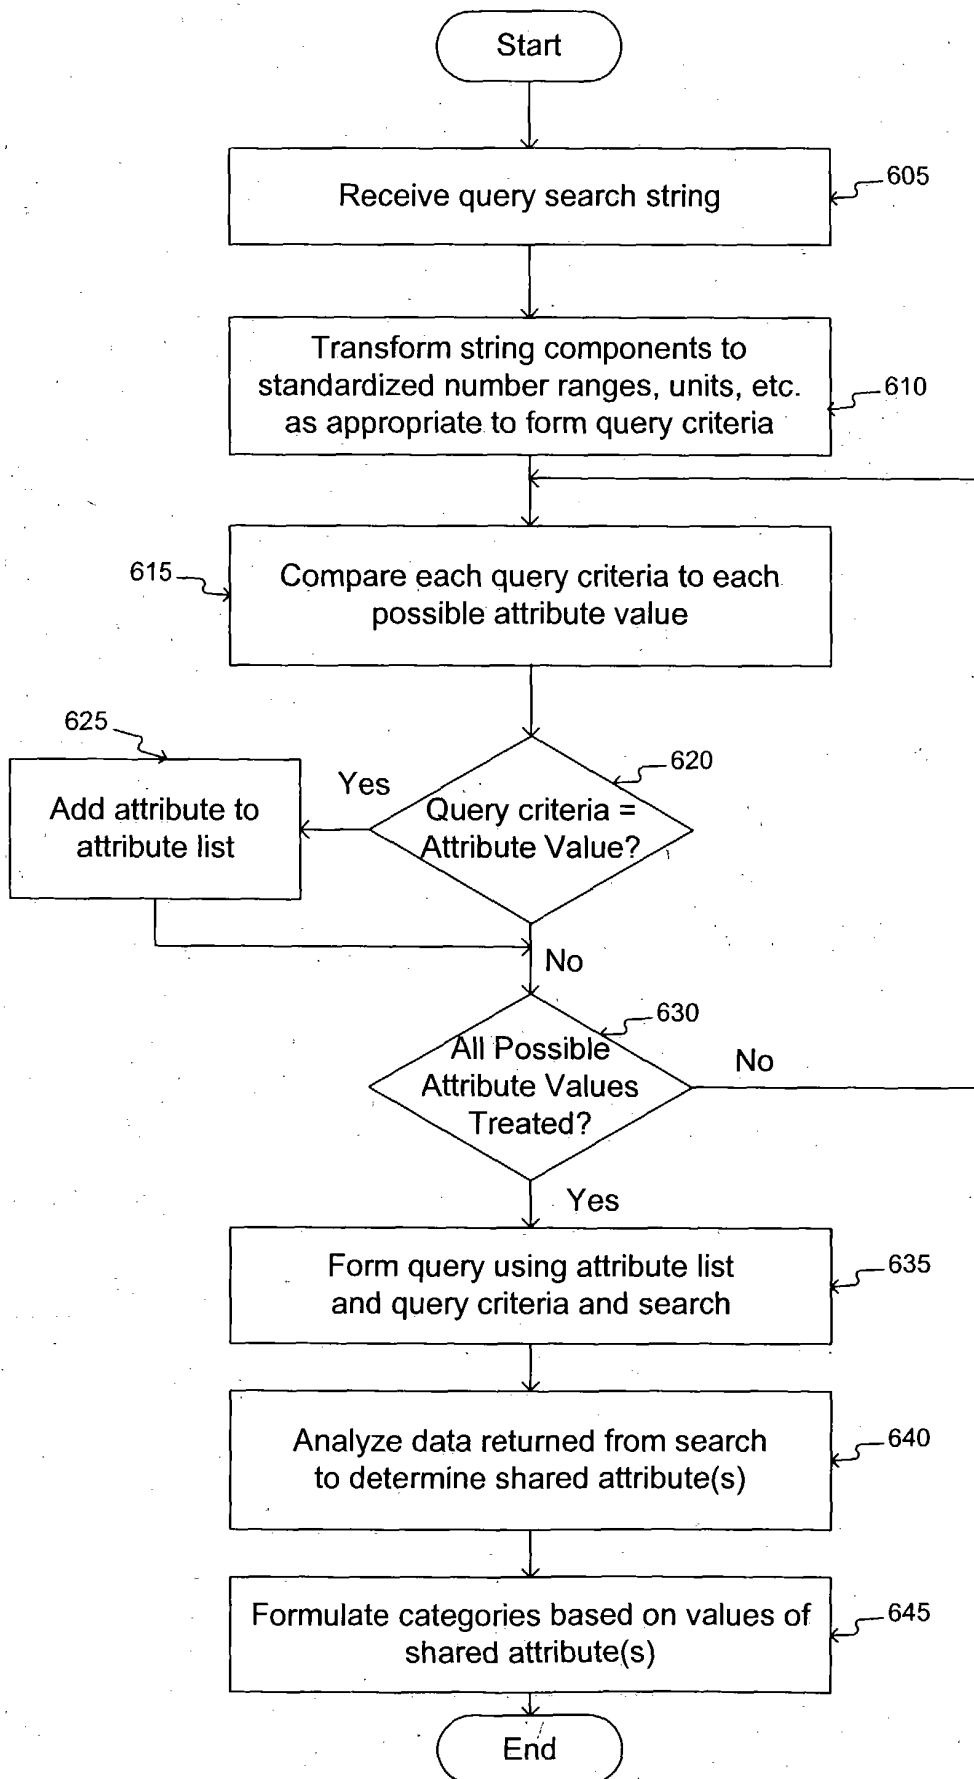 Start
Receive query search string
605
Transform string components to
standardized number ranges, units, etc.
as appropriate to form query criteria
610
615
Compare each query criteria to each
possible attribute value
625
Add attribute to
attribute list
Yes
Query criteria =
Attribute Value?
620
No
All Possible
Attribute Values
Treated?
630
No
Yes
Form query using attribute list
and query criteria and search
635
Analyze data returned from search
to determine shared attribute(s)
640
Formulate categories based on values of
shared attribute(s)
645
End